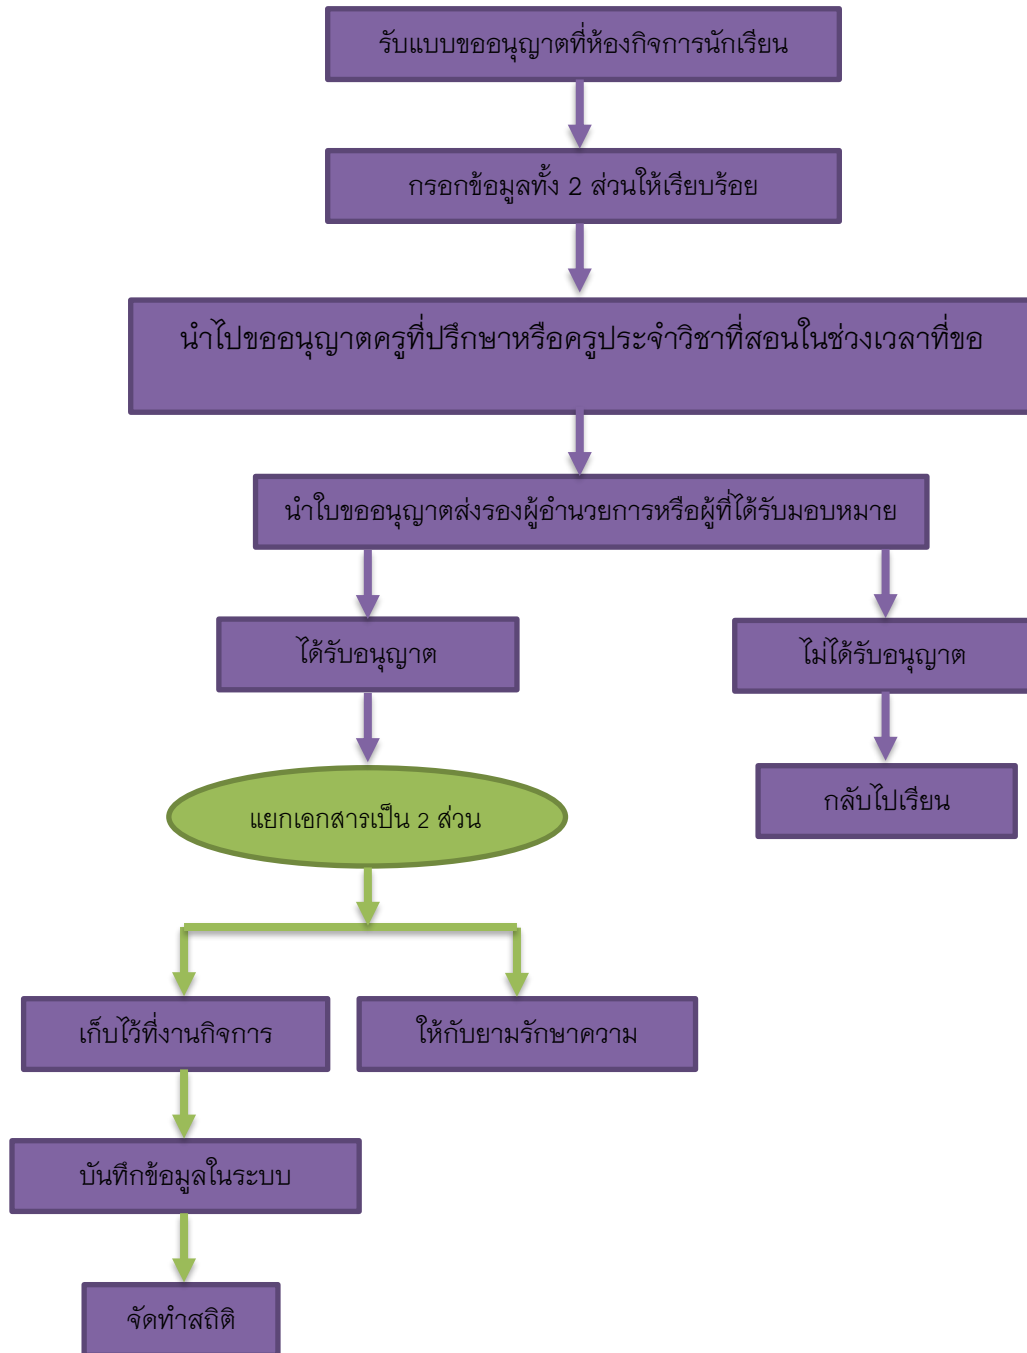 รับแบบขออนุญาตที่ห้องกิจการนักเรียน
กรอกข้อมูลทั้ง 2 ส่วนให้เรียบร้อย
นำไปขออนุญาตครูที่ปรึกษาหรือครูประจำวิชาที่สอนในช่วงเวลาที่ขอ
นำใบขออนุญาตส่งรองผู้อำนวยการหรือผู้ที่ได้รับมอบหมาย
ได้รับอนุญาต
ไม่ได้รับอนุญาต
กลับไปเรียน
แยกเอกสารเป็น 2 ส่วน
เก็บไว้ที่งานกิจการ
ให้กับยามรักษาความ
บันทึกข้อมูลในระบบ
จัดทำสถิติ